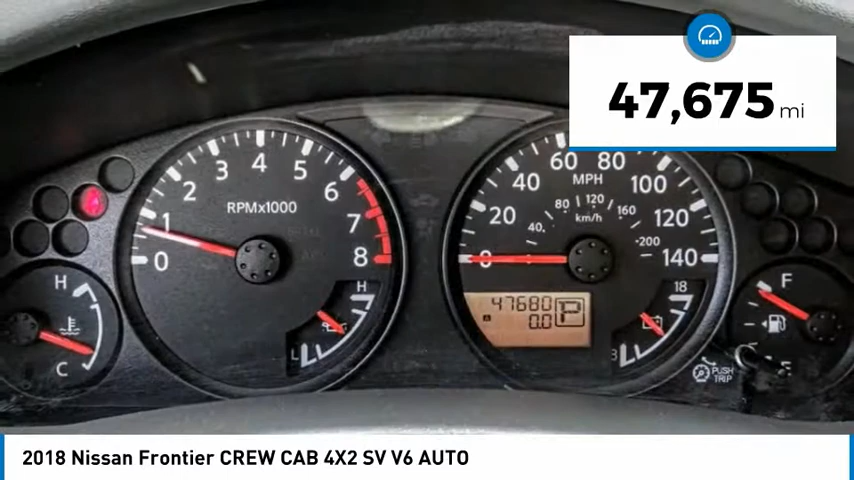 47,675 mi
0 1 2 3 4 5 6 7 8
RPMx1000
H
C
H
L
0 20 40 60 80 100 120 140
MPH
40 80 120 160 200
km/h
47680
0.0
P
18
8
F
E
PUSH
TRIP
2018 Nissan Frontier CREW CAB 4X2 SV V6 AUTO